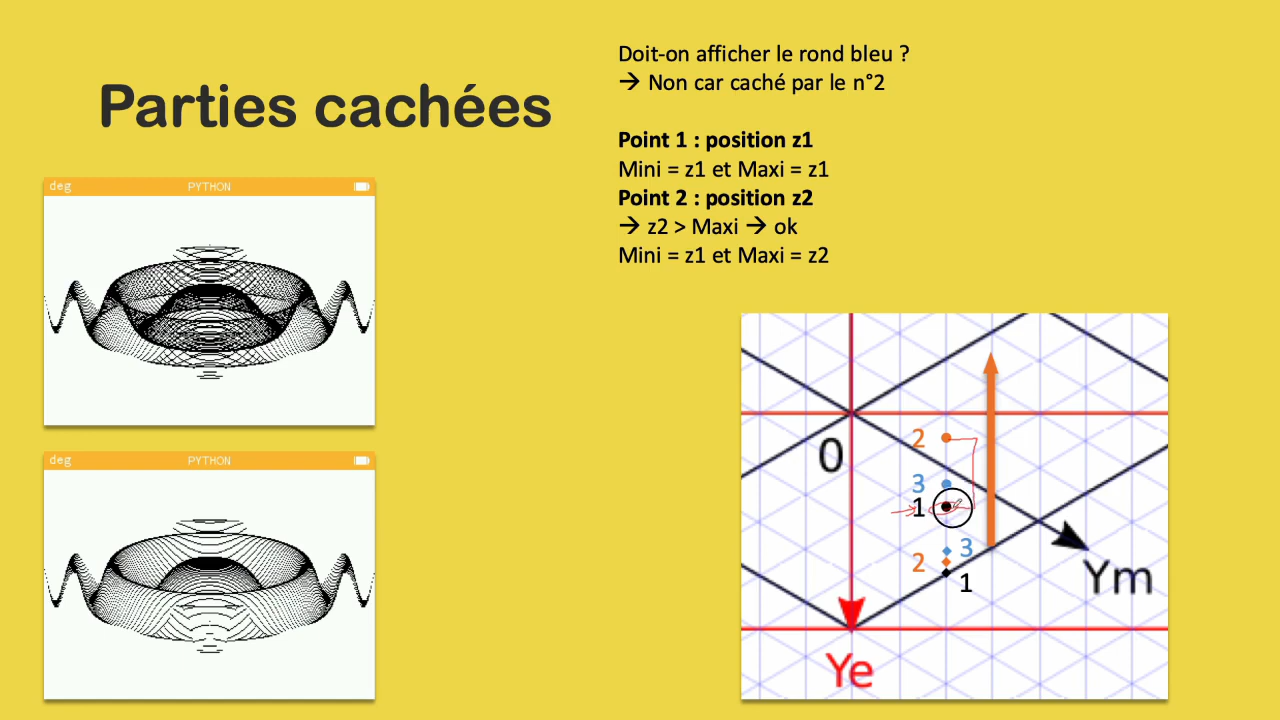 Parties cachées
Doit-on afficher le rond bleu ?
→ Non car caché par le n°2
Point 1 : position z1
Mini = z1 et Maxi = z1
Point 2 : position z2
→ z2 > Maxi → ok
Mini = z1 et Maxi = z2
deg PYTHON
deg PYTHON
2
0
3
1
3
2
1
Ym
Ye